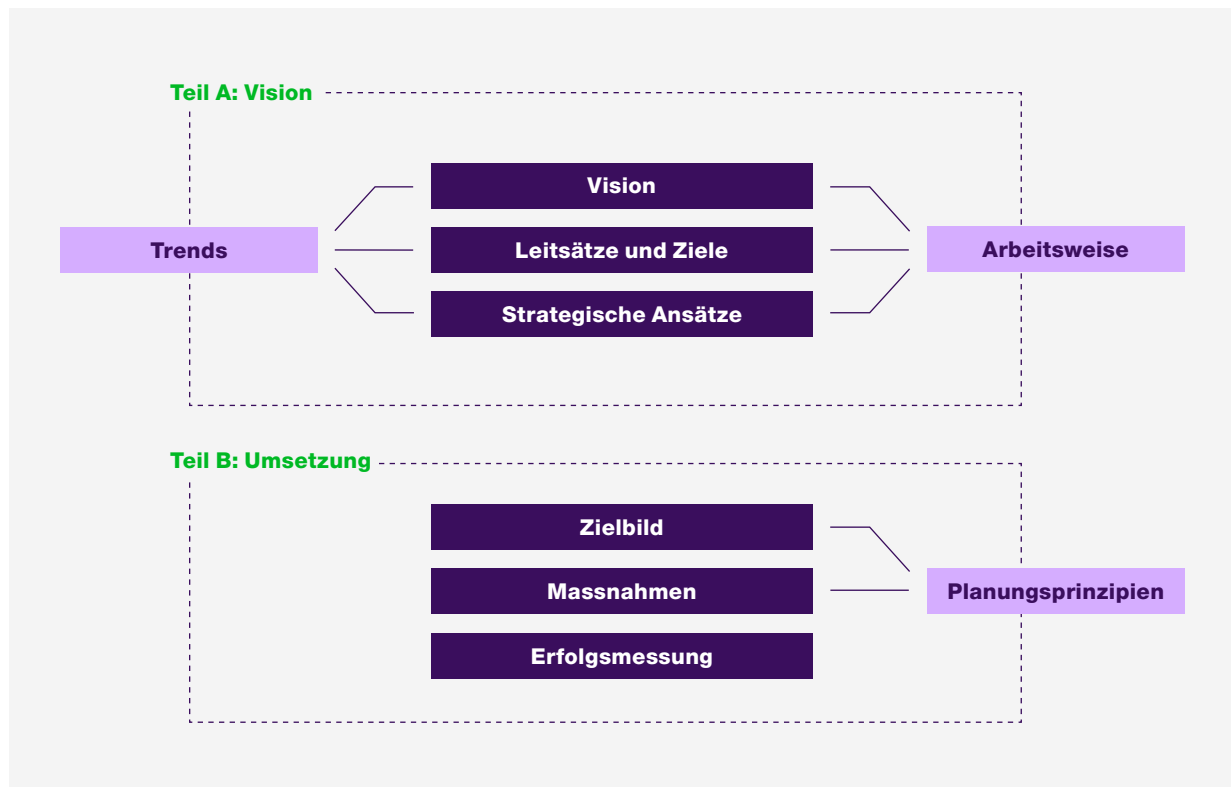 Teil A: Vision
Vision
Trends
Leitsätze und Ziele
Arbeitsweise
Strategische Ansätze
Teil B: Umsetzung
Zielbild
Massnahmen
Planungsprinzipien
Erfolgsmessung